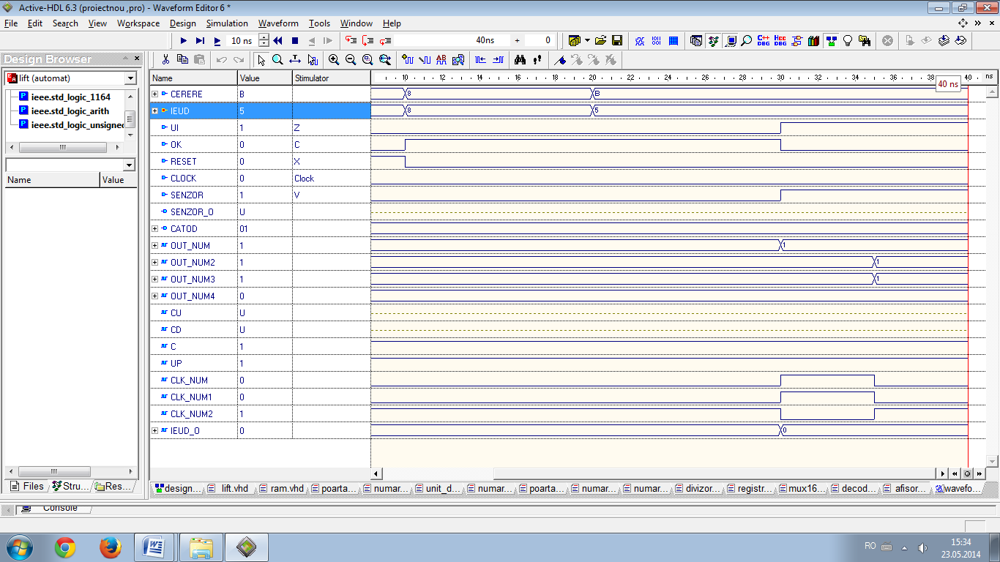 Active-HDL 6.3 (proiectnou ,pro) - Waveform Editor 6 *
File Edit Search View Workspace Design Simulation Waveform Tools Window Help
10 ns 40ns + 0
C++ DBG HCC DBG
Design Browser
lift (automat)
ieee.std_logic_1164
ieee.std_logic_arith
ieee.std_logic_unsigned
Name Value
Files Stru... Res...
Name Value Stimulator
10 12 14 16 18 20 22 24 26 28 30 32 34 36 38 40 ns
40 ns
CERERE B 8 B
IEUD 5 8 5
UI 1 Z
OK 0 C
RESET 0 X
CLOCK 0 Clock
SENZOR 1 V
SENZOR_O U
CATOD 01
OUT_NUM 1 1
OUT_NUM2 1 1
OUT_NUM3 1 1
OUT_NUM4 0
CU U
CD U
C 1
UP 1
CLK_NUM 0
CLK_NUM1 0
CLK_NUM2 1
IEUD_O 0 0
design... lift.vhd ram.vhd poarta... numar... unit_d... numar... poarta... numar... numar... divizor... registr... mux16... decod... afisor... wavefo...
Console
RO 15:34
23.05.2014